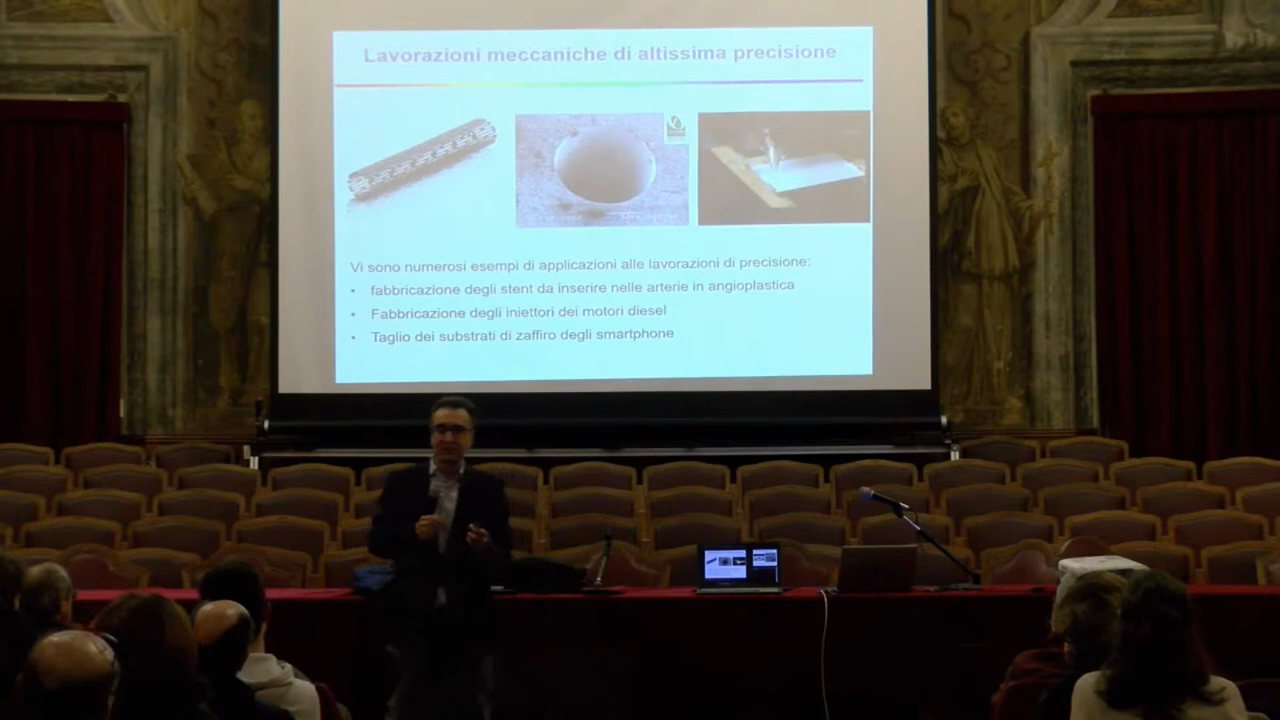 Lavorazioni meccaniche di altissima precisione
Vi sono numerosi esempi di applicazioni alle lavorazioni di precisione:
• fabbricazione degli stent da inserire nelle arterie in angioplastica
• Fabbricazione degli iniettori dei motori diesel
• Taglio dei substrati di zaffiro degli smartphone